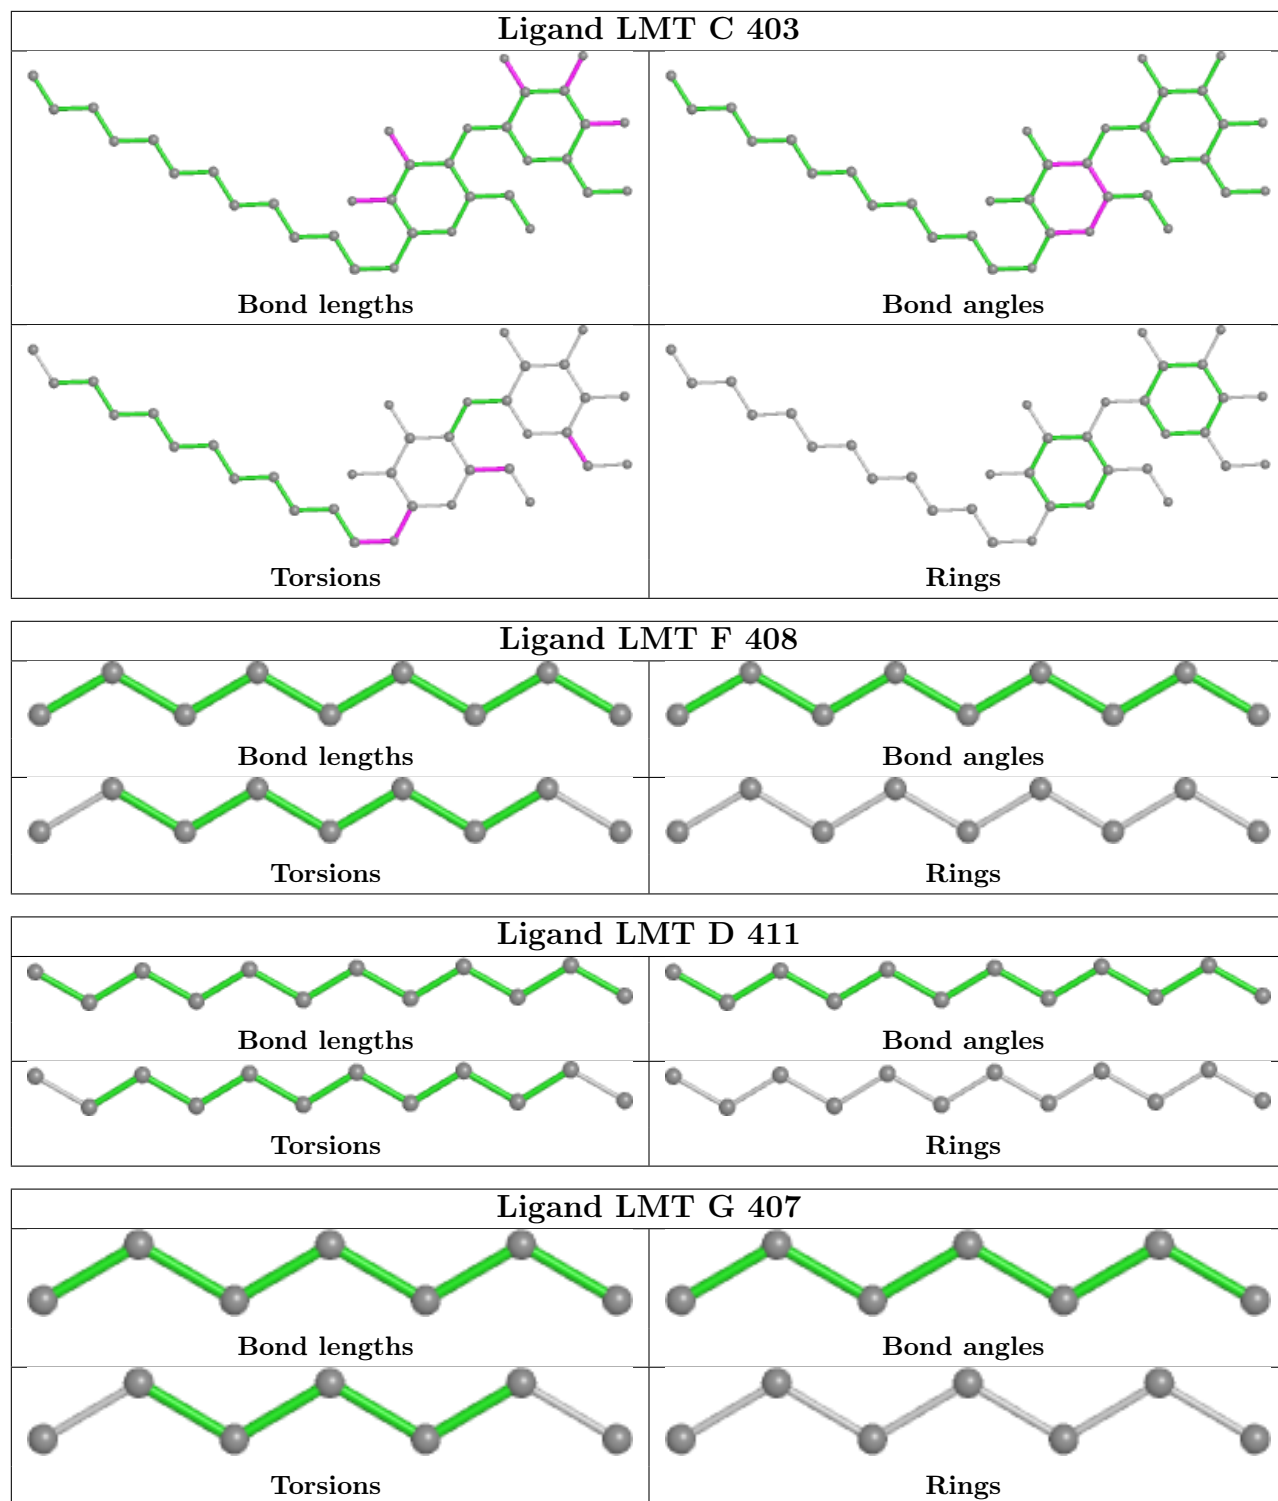 Ligand LMT C 403
Bond lengths
Bond angles
Torsions
Rings
Ligand LMT F 408
Bond lengths
Bond angles
Torsions
Rings
Ligand LMT D 411
Bond lengths
Bond angles
Torsions
Rings
Ligand LMT G 407
Bond lengths
Bond angles
Torsions
Rings